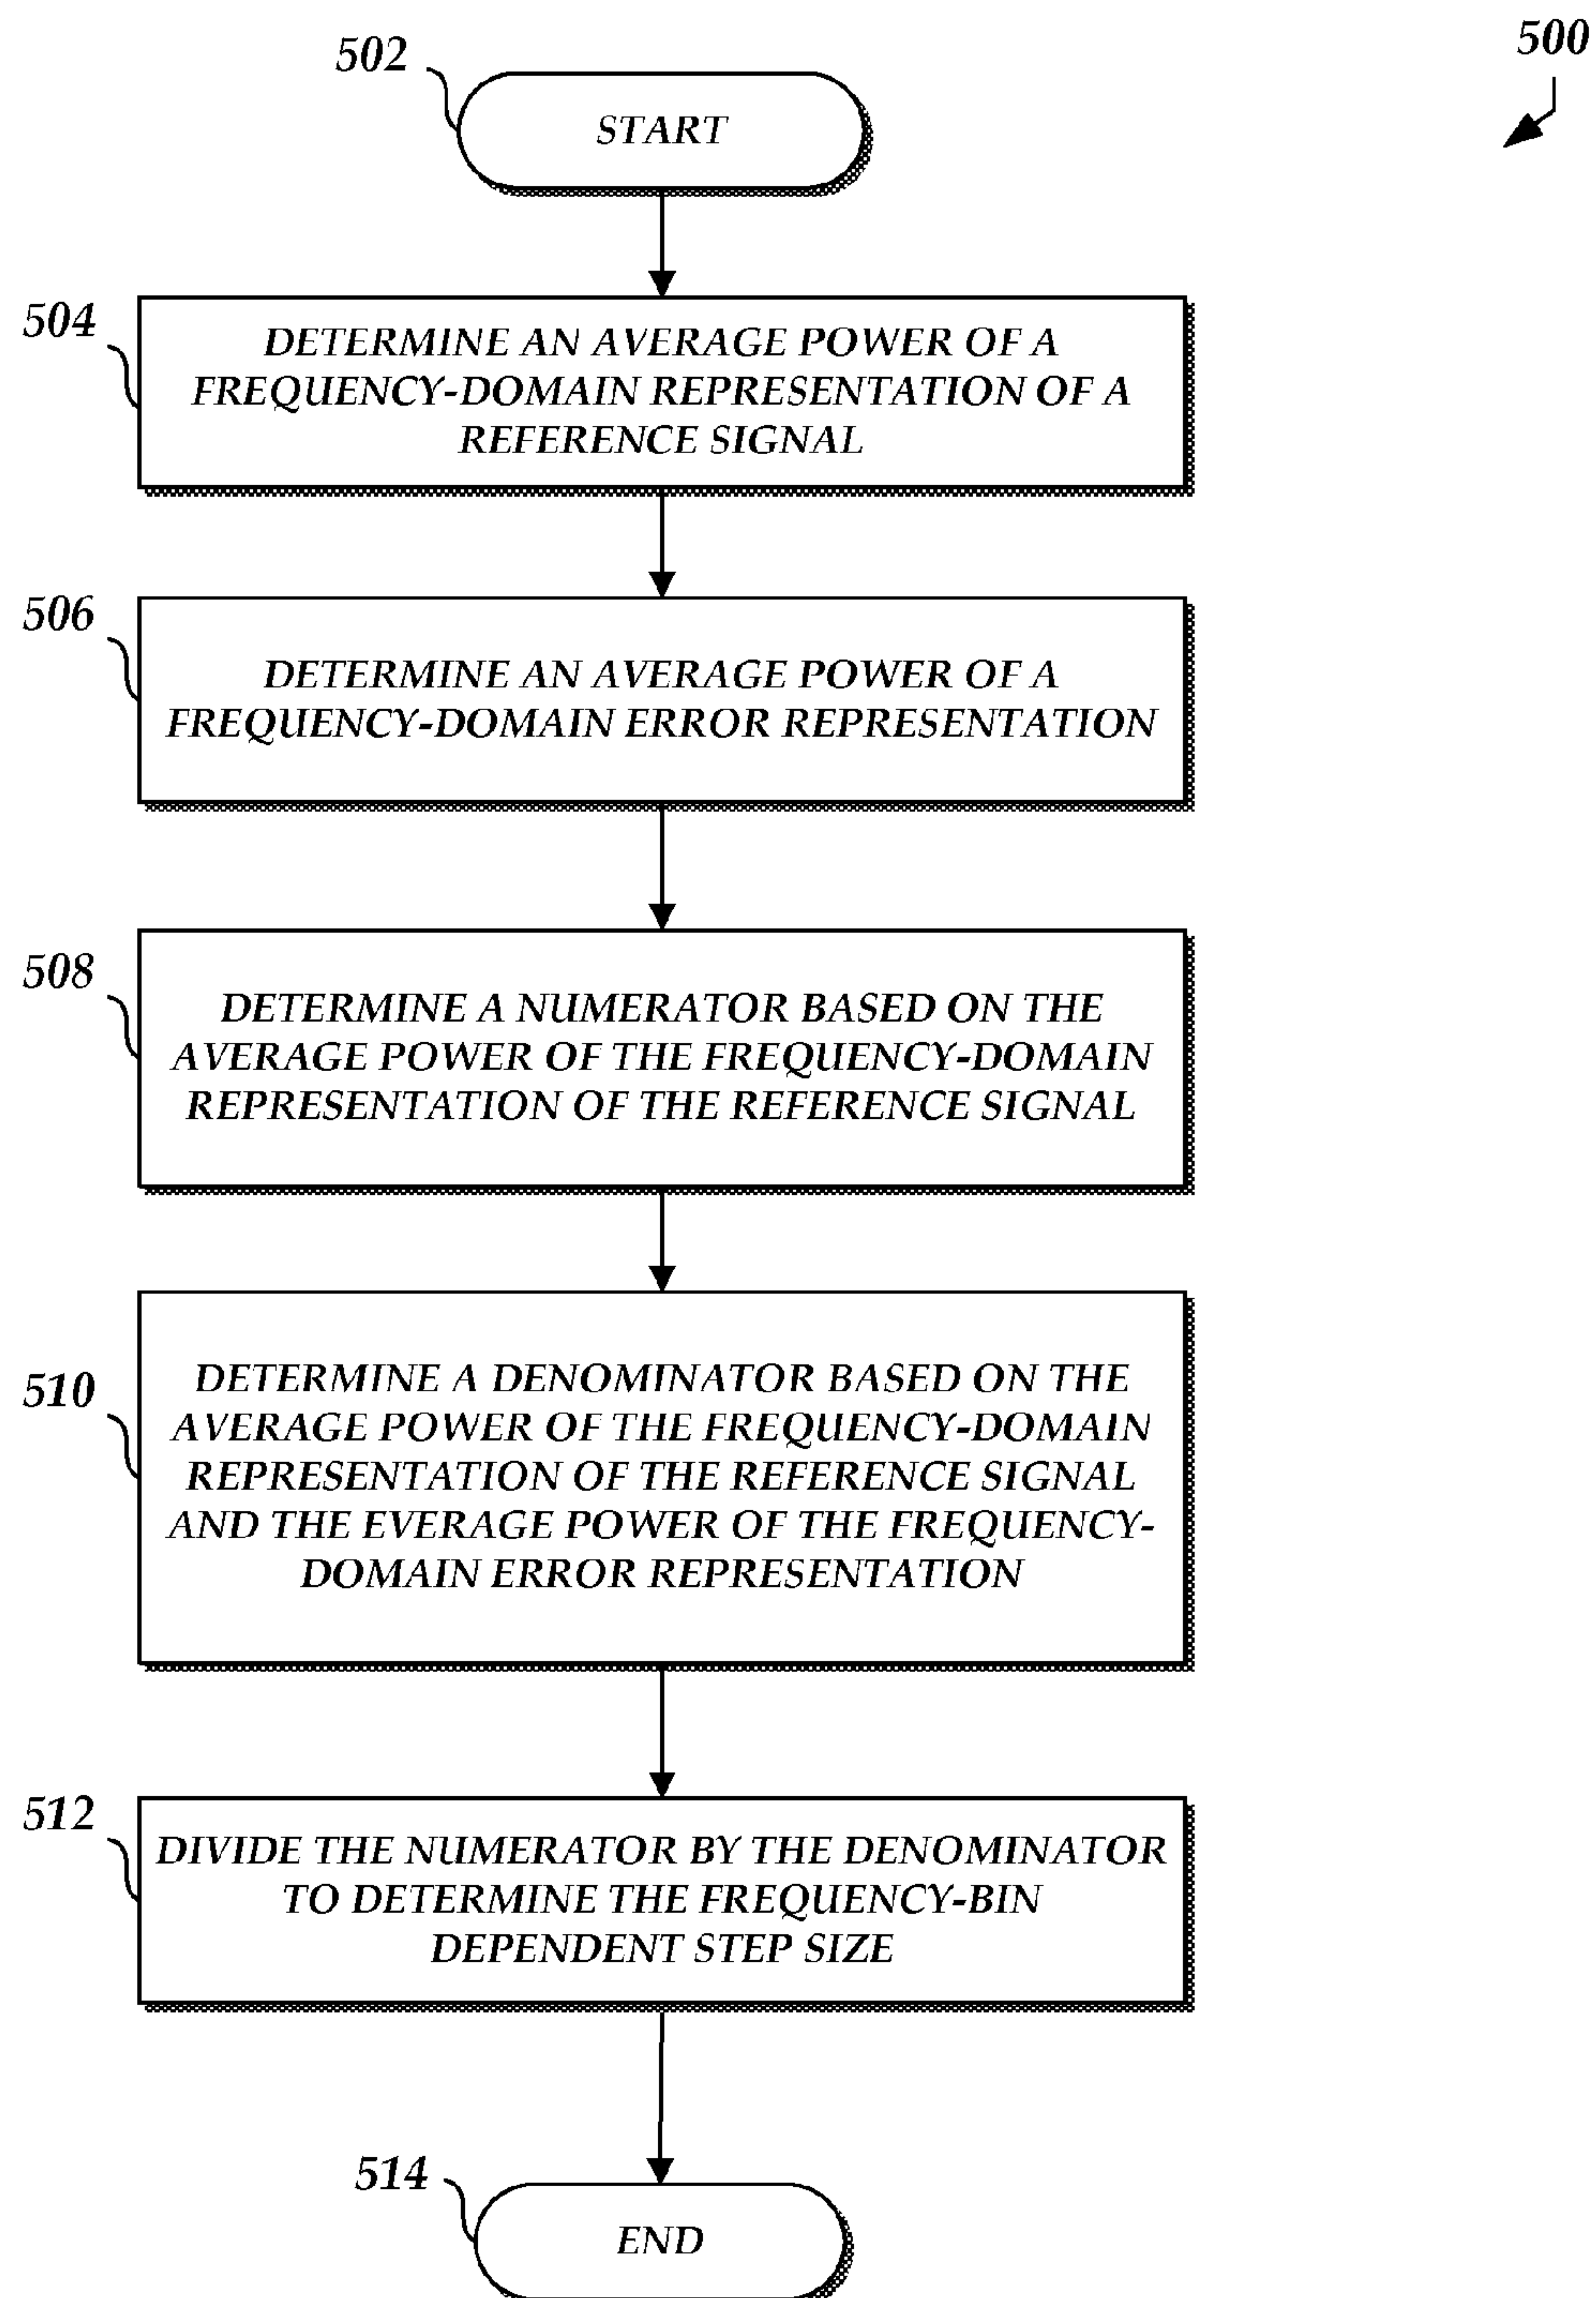 500
502
START
504
DETERMINE AN AVERAGE POWER OF A
FREQUENCY-DOMAIN REPRESENTATION OF A
REFERENCE SIGNAL
506
DETERMINE AN AVERAGE POWER OF A
FREQUENCY-DOMAIN ERROR REPRESENTATION
508
DETERMINE A NUMERATOR BASED ON THE
AVERAGE POWER OF THE FREQUENCY-DOMAIN
REPRESENTATION OF THE REFERENCE SIGNAL
510
DETERMINE A DENOMINATOR BASED ON THE
AVERAGE POWER OF THE FREQUENCY-DOMAIN
REPRESENTATION OF THE REFERENCE SIGNAL
AND THE EVERAGE POWER OF THE FREQUENCY-
DOMAIN ERROR REPRESENTATION
512
DIVIDE THE NUMERATOR BY THE DENOMINATOR
TO DETERMINE THE FREQUENCY-BIN
DEPENDENT STEP SIZE
514
END